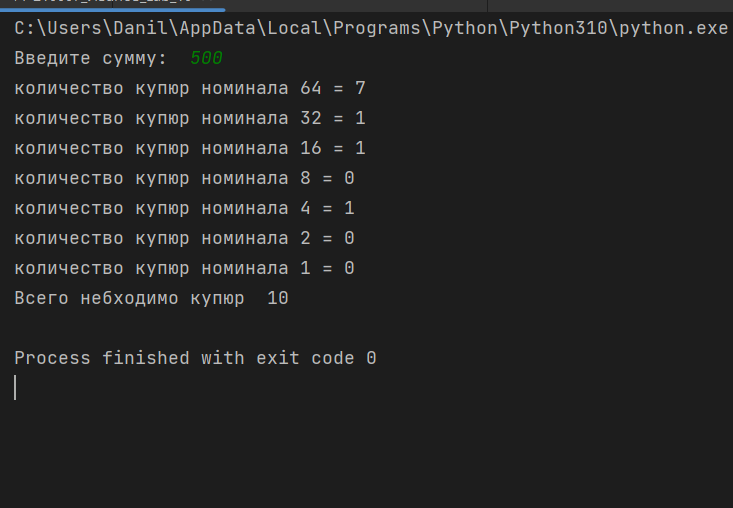 C:\Users\Danil\AppData\Local\Programs\Python\Python310\python.exe
Введите сумму:  500
количество купюр номинала 64 = 7
количество купюр номинала 32 = 1
количество купюр номинала 16 = 1
количество купюр номинала 8 = 0
количество купюр номинала 4 = 1
количество купюр номинала 2 = 0
количество купюр номинала 1 = 0
Всего небходимо купюр  10
Process finished with exit code 0